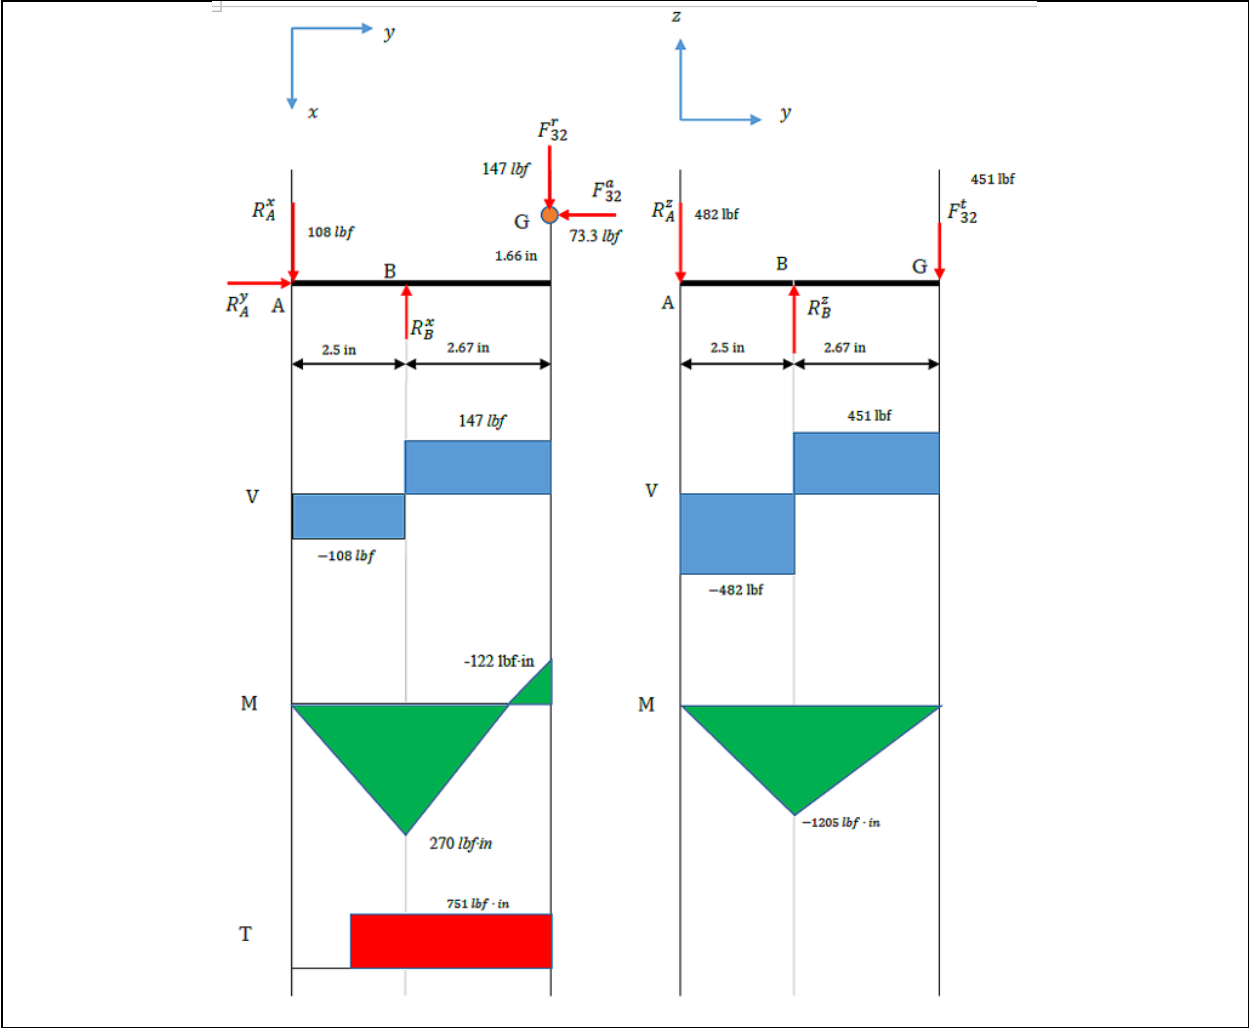 z
y
y
x
F^r_32
147 lbf
F^a_32
451 lbf
R^x_A
R^z_A
482 lbf
F^t_32
G
108 lbf
73.3 lbf
1.66 in
B
B
G
R^y_A
A
A
R^x_B
R^z_B
2.5 in
2.67 in
2.5 in
2.67 in
147 lbf
451 lbf
V
V
−108 lbf
−482 lbf
-122 lbf·in
M
M
−1205 lbf · in
270 lbf·in
751 lbf · in
T